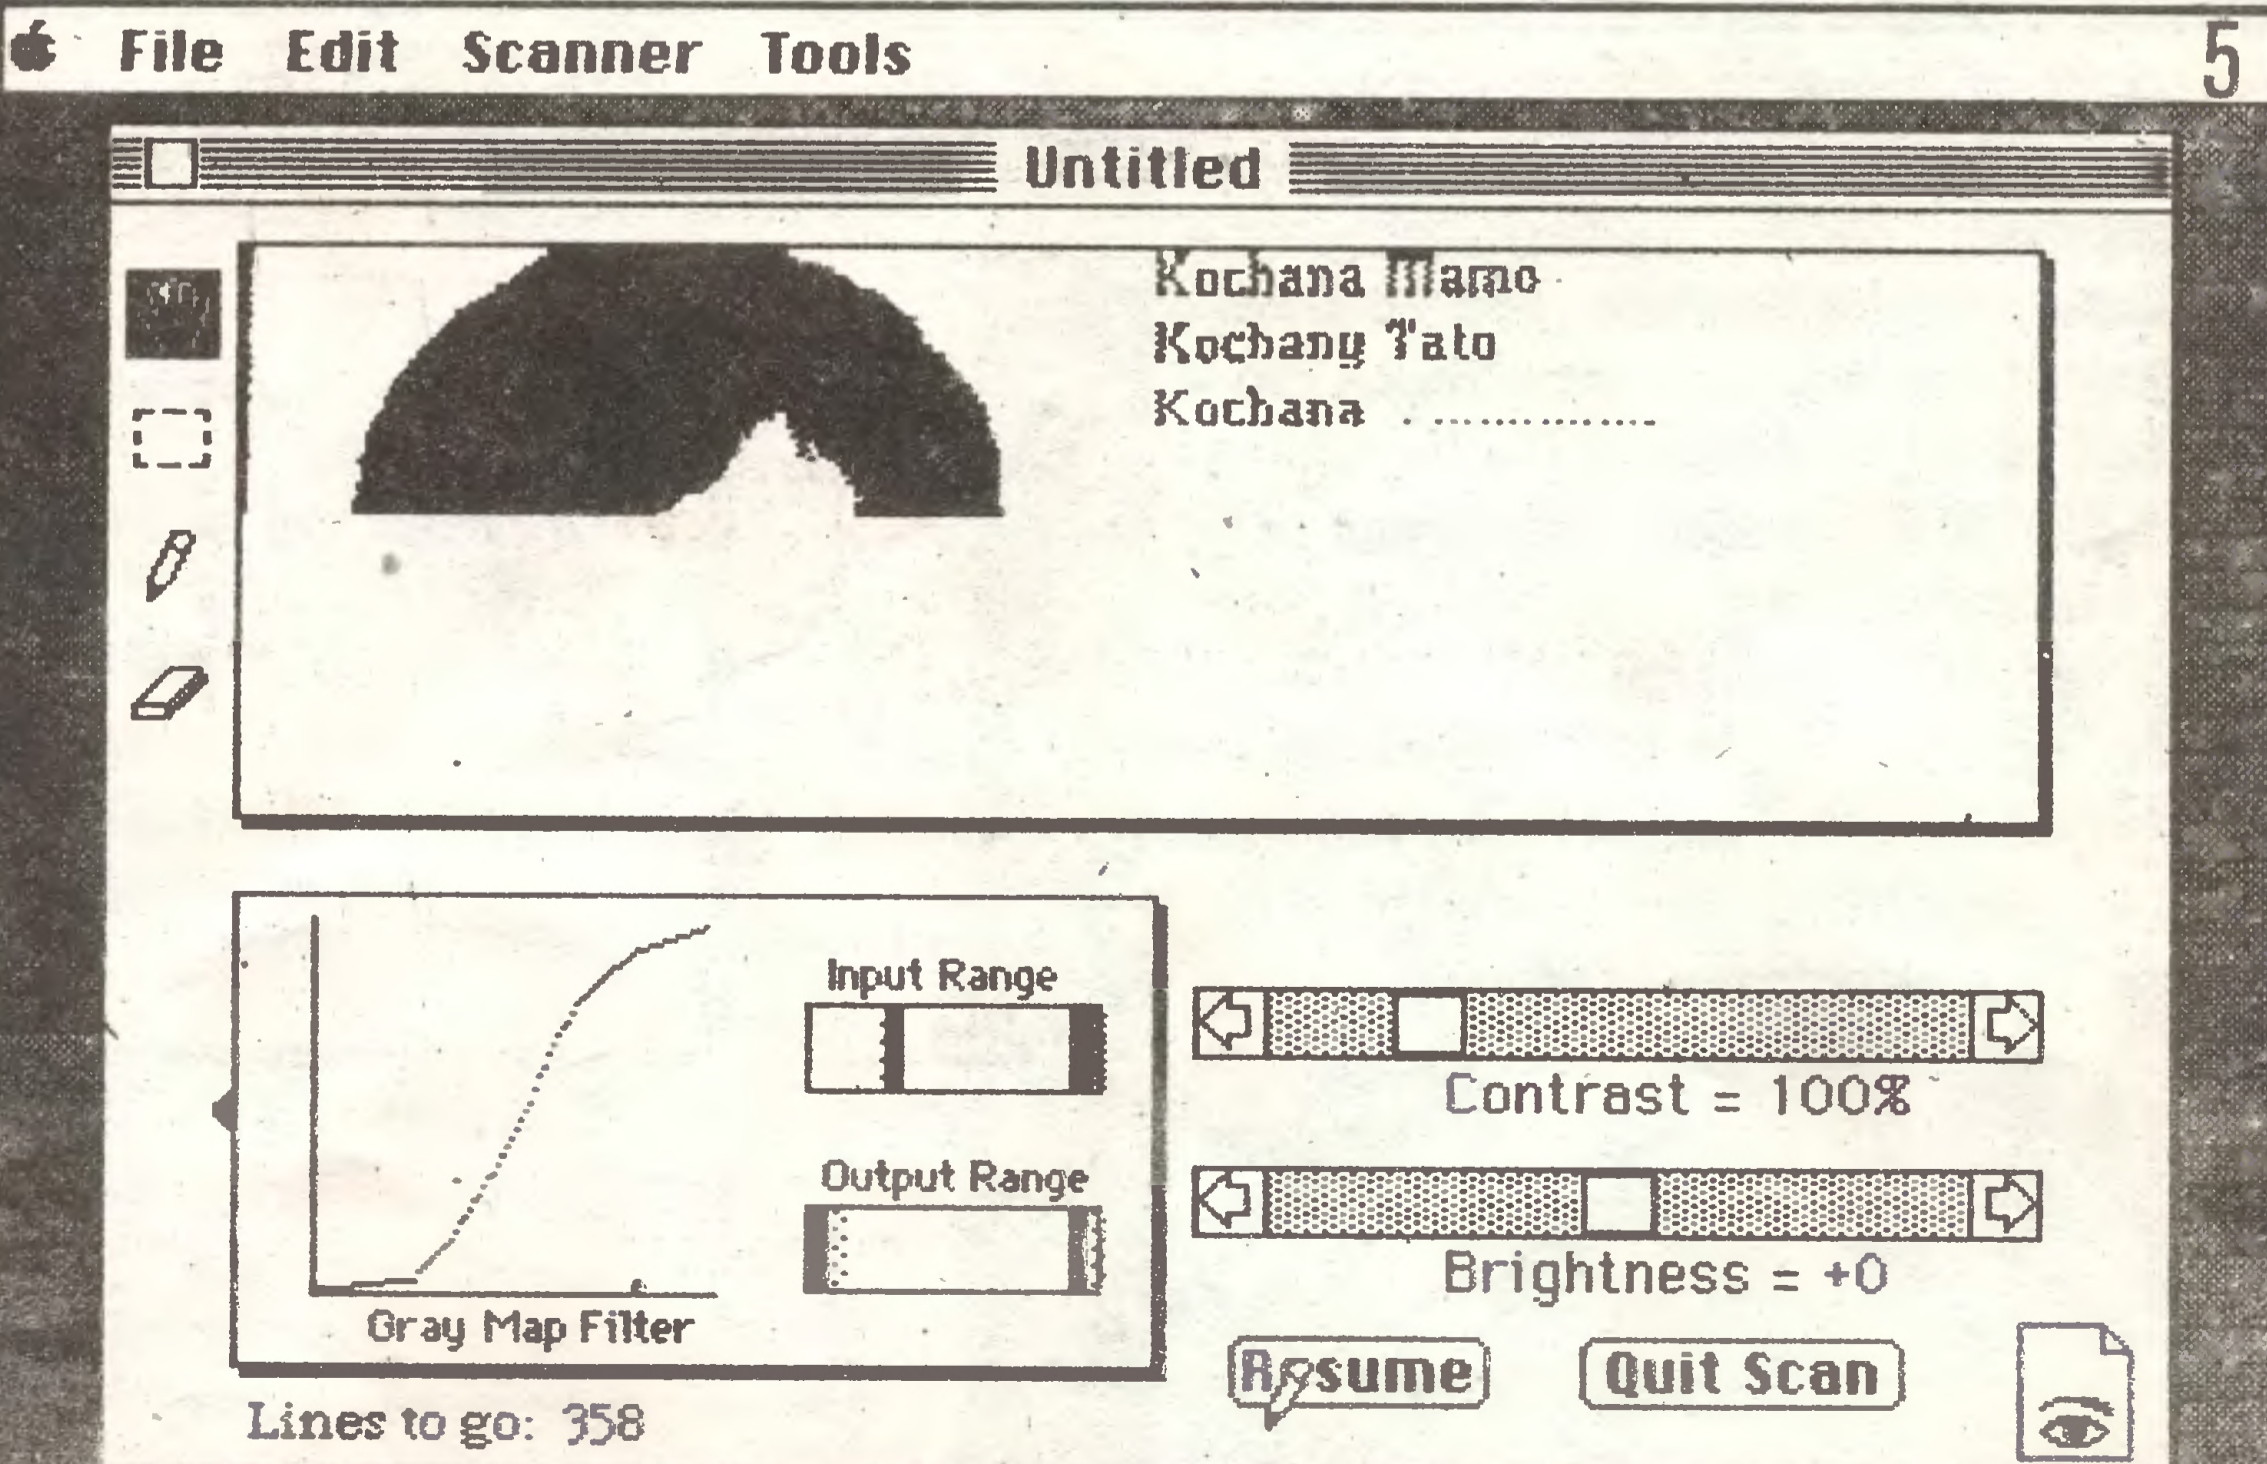 File Edit Scanner Tools
5
Untitled
Kochana Mamo
Kochany Tato
Kochana ...............
Input Range
Output Range
Gray Map Filter
Contrast = 100%
Brightness = +0
Resume
Quit Scan
Lines to go: 358